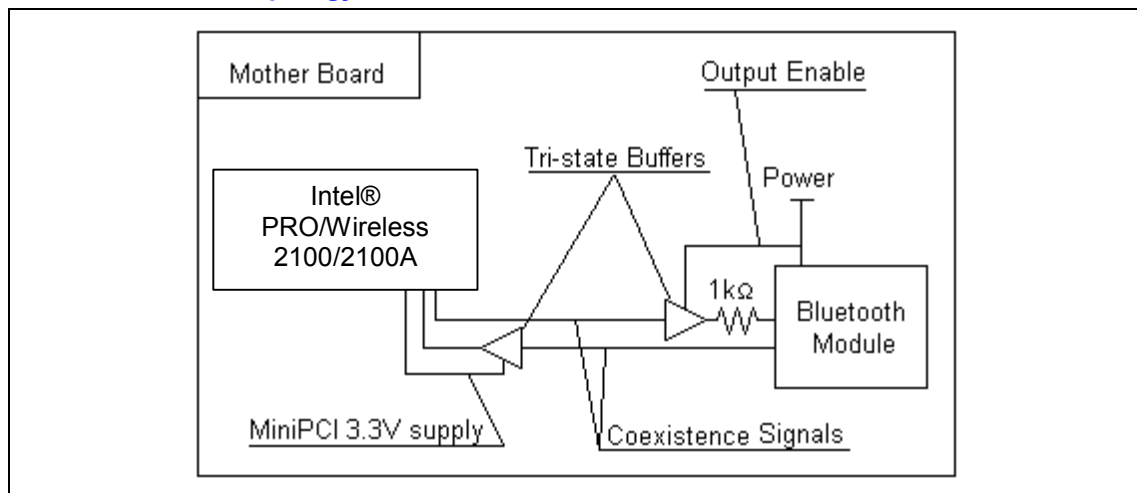 Mother Board
Output Enable
Tri-state Buffers
Power
Intel®
PRO/Wireless
2100/2100A
1kΩ
Bluetooth
Module
MiniPCI 3.3V supply
Coexistence Signals